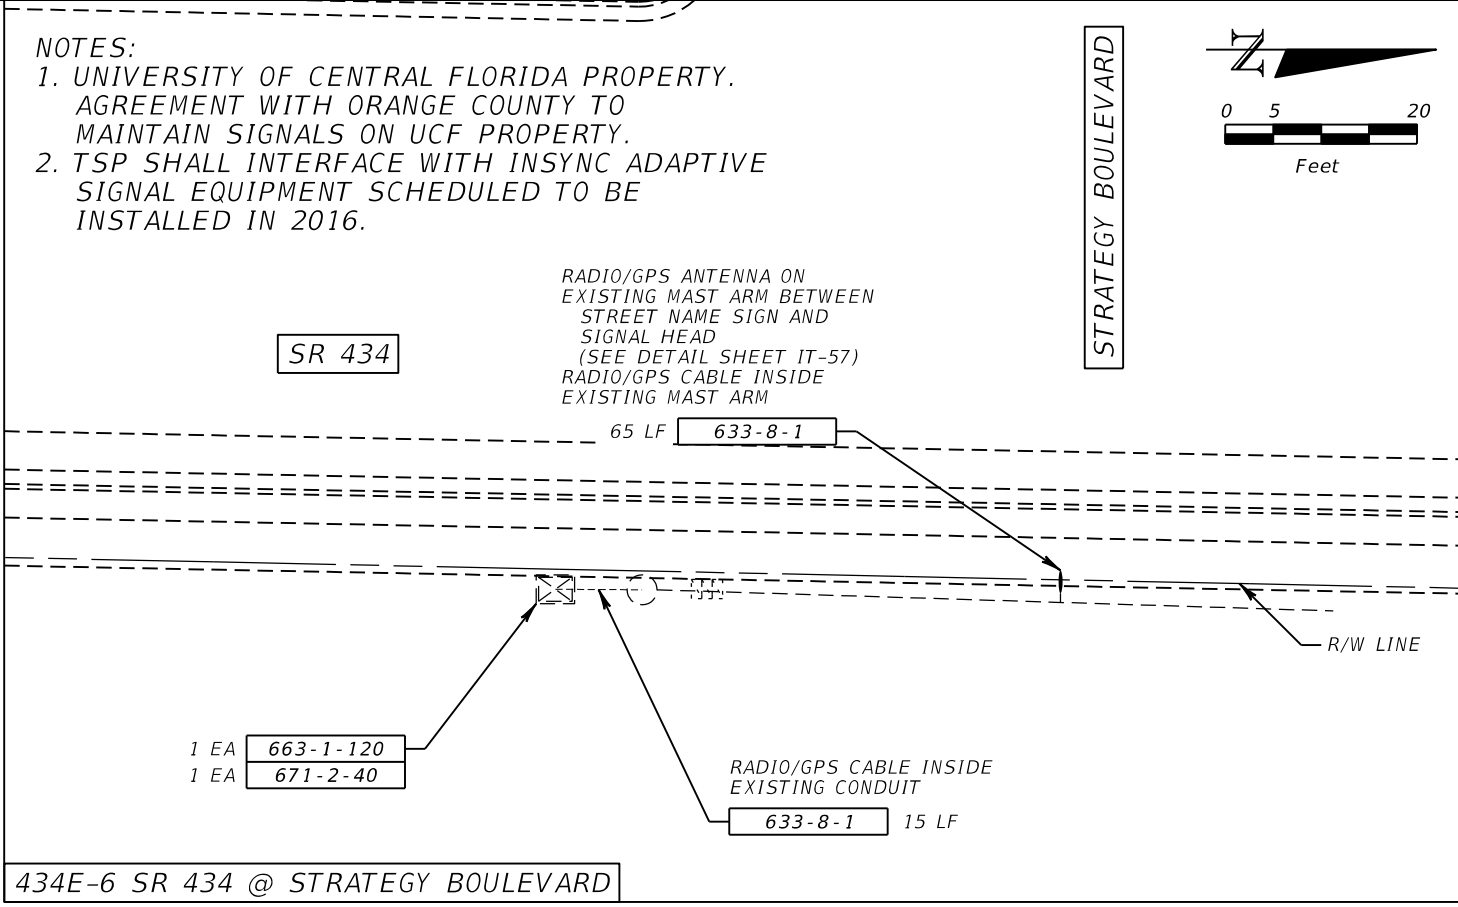 NOTES:
1. UNIVERSITY OF CENTRAL FLORIDA PROPERTY.
AGREEMENT WITH ORANGE COUNTY TO
MAINTAIN SIGNALS ON UCF PROPERTY.
2. TSP SHALL INTERFACE WITH INSYNC ADAPTIVE
SIGNAL EQUIPMENT SCHEDULED TO BE
INSTALLED IN 2016.
STRATEGY BOULEVARD
N
0 5 20
Feet
SR 434
RADIO/GPS ANTENNA ON
EXISTING MAST ARM BETWEEN
STREET NAME SIGN AND
SIGNAL HEAD
(SEE DETAIL SHEET IT-57)
RADIO/GPS CABLE INSIDE
EXISTING MAST ARM
65 LF 633-8-1
R/W LINE
1 EA 663-1-120
1 EA 671-2-40
RADIO/GPS CABLE INSIDE
EXISTING CONDUIT
633-8-1 15 LF
434E-6 SR 434 @ STRATEGY BOULEVARD